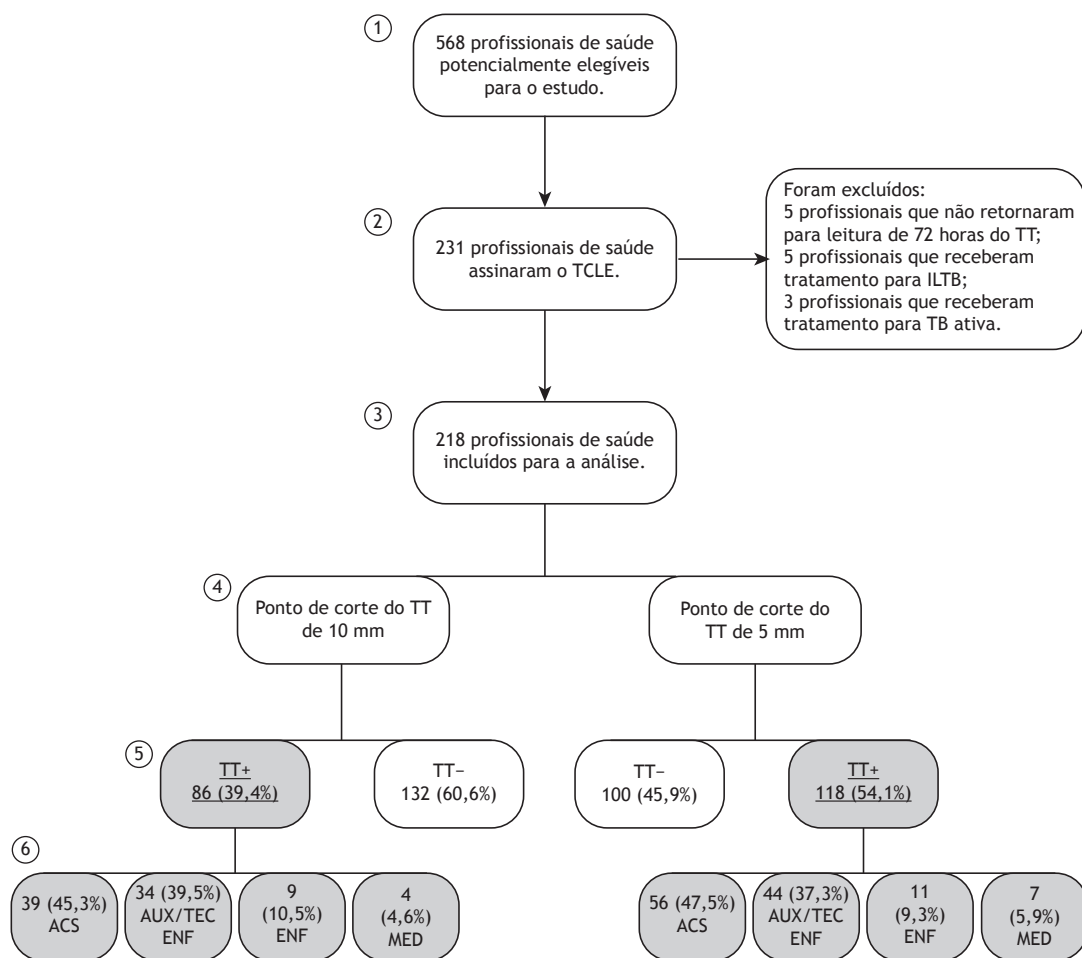 1
568 profissionais de saúde
potencialmente elegíveis
para o estudo.
2
231 profissionais de saúde
assinaram o TCLE.
Foram excluídos:
5 profissionais que não retornaram
para leitura de 72 horas do TT;
5 profissionais que receberam
tratamento para ILTB;
3 profissionais que receberam
tratamento para TB ativa.
3
218 profissionais de saúde
incluídos para a análise.
4
Ponto de corte do TT
de 10 mm
Ponto de corte do
TT de 5 mm
5
TT+
86 (39,4%)
TT−
132 (60,6%)
TT−
100 (45,9%)
TT+
118 (54,1%)
6
39 (45,3%)
ACS
34 (39,5%)
AUX/TEC
ENF
9
(10,5%)
ENF
4
(4,6%)
MED
56 (47,5%)
ACS
44 (37,3%)
AUX/TEC
ENF
11
(9,3%)
ENF
7
(5,9%)
MED